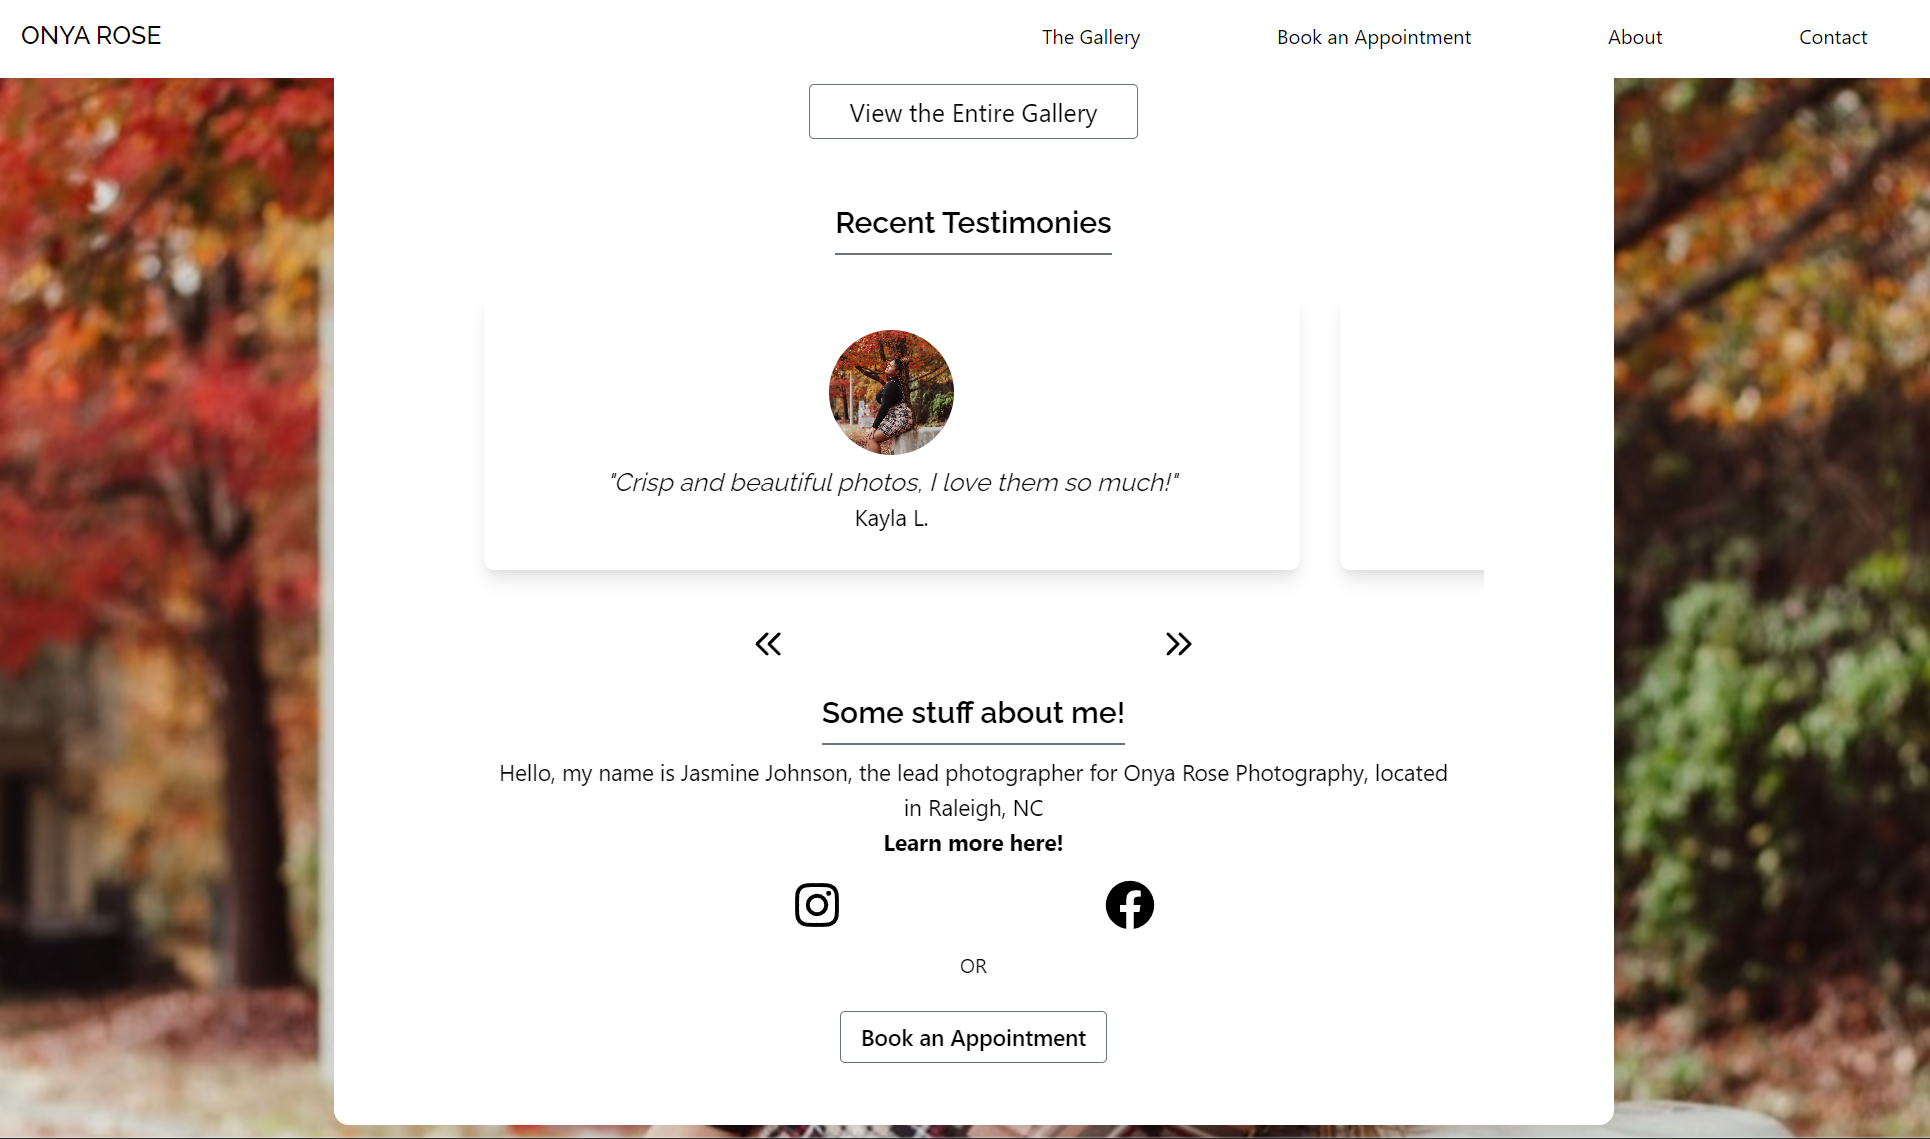 ONYA ROSE
The Gallery
Book an Appointment
About
Contact
View the Entire Gallery
Recent Testimonies
"Crisp and beautiful photos, I love them so much!"
Kayla L.
Some stuff about me!
Hello, my name is Jasmine Johnson, the lead photographer for Onya Rose Photography, located
in Raleigh, NC
Learn more here!
OR
Book an Appointment